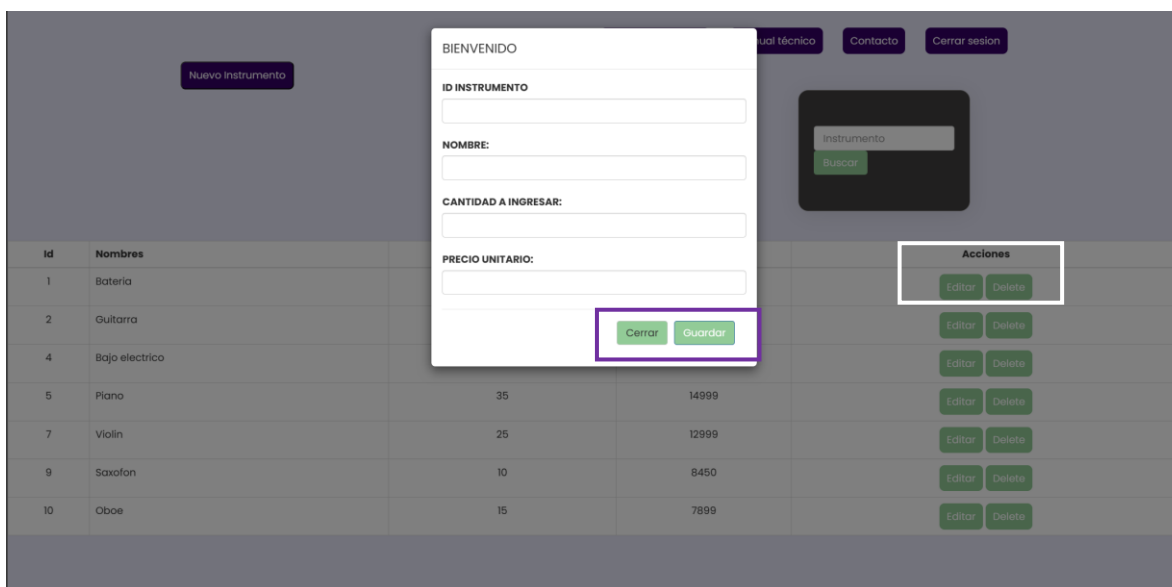 BIENVENIDO
ual técnico
Contacto
Cerrar sesion
Nuevo Instrumento
ID INSTRUMENTO
NOMBRE:
CANTIDAD A INGRESAR:
PRECIO UNITARIO:
Cerrar Guardar
Instrumento
Buscar
Id Nombres Acciones
1 Bateria Editar Delete
2 Guitarra Editar Delete
4 Bajo electrico Editar Delete
5 Piano 35 14999 Editar Delete
7 Violin 25 12999 Editar Delete
9 Saxofon 10 8450 Editar Delete
10 Oboe 15 7899 Editar Delete